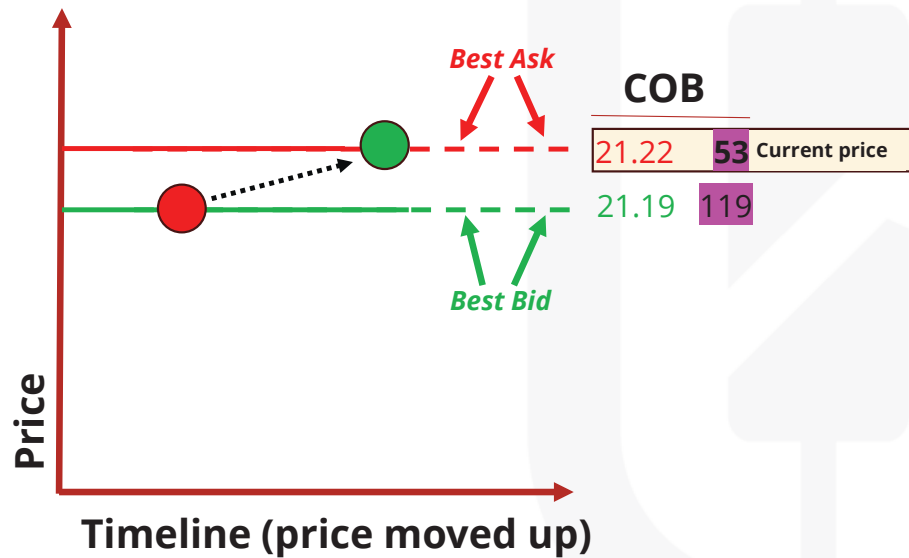 Best Ask
COB
21.22 53 Current price
21.19 119
Best Bid
Price
Timeline (price moved up)